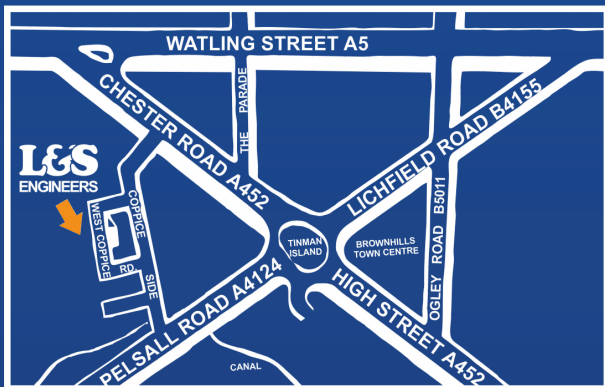 WATLING STREET A5
THE PARADE
CHESTER ROAD A452
LICHFIELD ROAD B4155
L&S
ENGINEERS
WEST COPPICE
RD.
COPPICE
SIDE
TINMAN
ISLAND
BROWNHILLS
TOWN CENTRE
OGLEY ROAD B5011
PELSALL ROAD A4124
HIGH STREET A452
CANAL